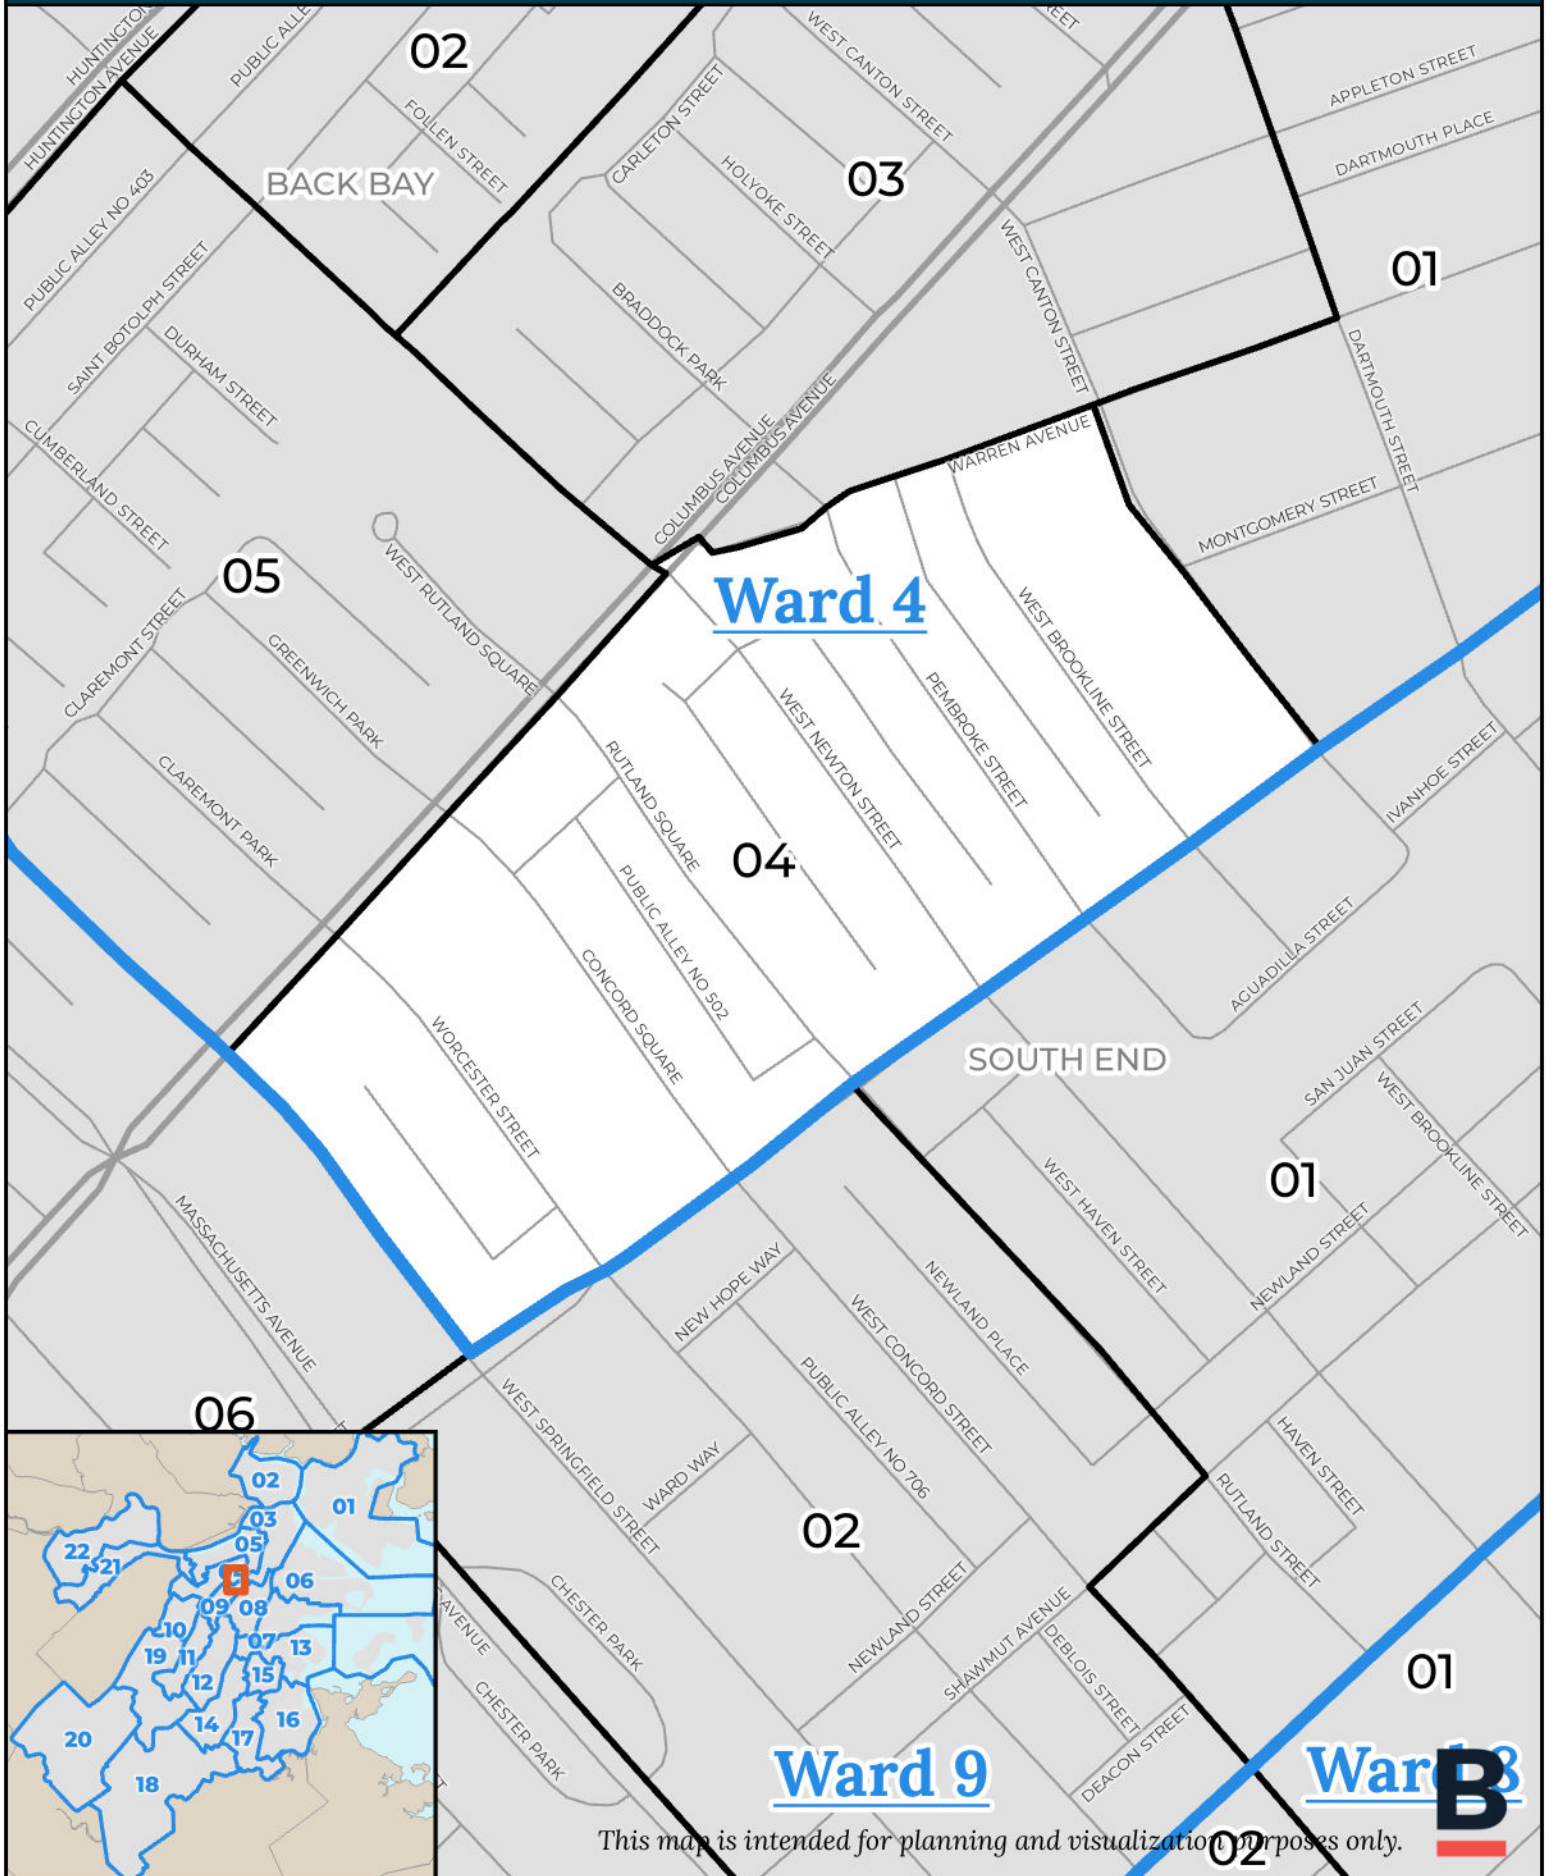 HUNTINGTON
HUNTINGTON AVENUE
PUBLIC ALLE
02
WEST CANTON STREET
EET
APPLETON STREET
DARTMOUTH PLACE
FOLLEN STREET
CARLETON STREET
BACK BAY
03
HOLYOKE STREET
PUBLIC ALLEY NO 403
WEST CANTON STREET
01
SAINT BOTOLPH STREET
BRADDOCK PARK
DURHAM STREET
DARTMOUTH STREET
COLUMBUS AVENUE
COLUMBUS AVENUE
WARREN AVENUE
CUMBERLAND STREET
MONTGOMERY STREET
05
WEST RUTLAND SQUARE
Ward 4
CLAREMONT STREET
GREENWICH PARK
WEST BROOKLINE STREET
PEMBROKE STREET
WEST NEWTON STREET
IVANHOE STREET
CLAREMONT PARK
RUTLAND SQUARE
04
PUBLIC ALLEY NO 502
AGUADILLA STREET
CONCORD SQUARE
WORCESTER STREET
SOUTH END
SAN JUAN STREET
WEST BROOKLINE STREET
01
WEST HAVEN STREET
MASSACHUSETTS AVENUE
NEWLAND STREET
NEW HOPE WAY
NEWLAND PLACE
WEST CONCORD STREET
PUBLIC ALLEY NO 706
WEST SPRINGFIELD STREET
06
HAVEN STREET
WARD WAY
RUTLAND STREET
02
CHESTER PARK
NEWLAND STREET
SHAWMUT AVENUE
DEBLOIS STREET
AVENUE
01
CHESTER PARK
DEACON STREET
Ward 9
Ward 8
B
This map is intended for planning and visualization purposes only.
02
02
01
03
05
22
21
06
09
08
10
07
13
19
11
15
12
14
16
17
20
18